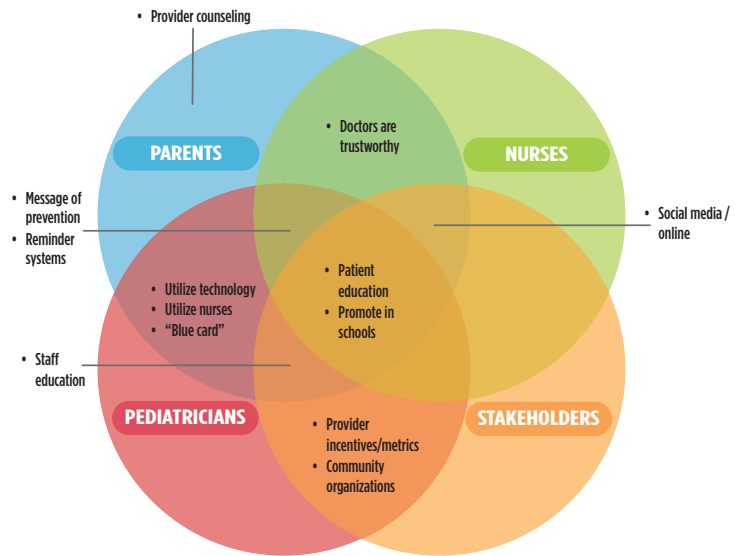 • Provider counseling
• Doctors are
trustworthy
PARENTS
NURSES
• Message of
prevention
• Reminder
systems
• Social media /
online
• Utilize technology
• Utilize nurses
• “Blue card”
• Patient
education
• Promote in
schools
• Staff
education
PEDIATRICIANS
STAKEHOLDERS
• Provider
incentives/metrics
• Community
organizations